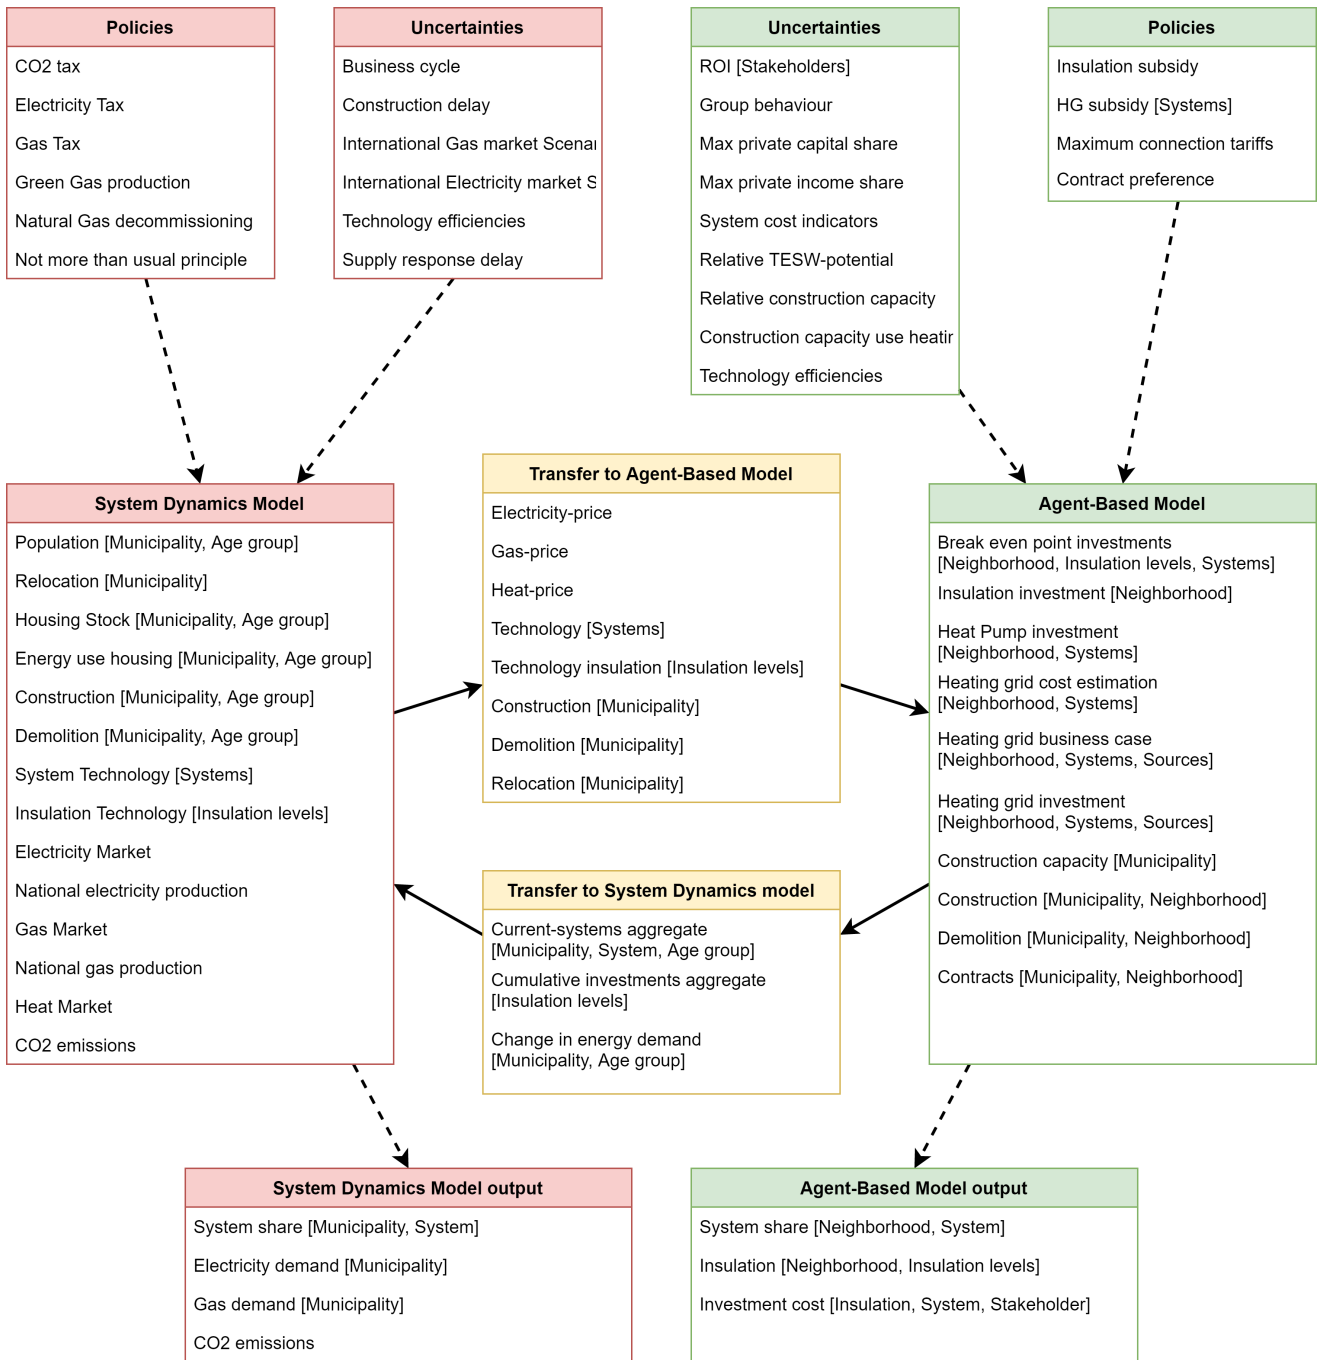 Policies
CO2 tax
Electricity Tax
Gas Tax
Green Gas production
Natural Gas decommissioning
Not more than usual principle
Uncertainties
Business cycle
Construction delay
International Gas market Scenar
International Electricity market S
Technology efficiencies
Supply response delay
Uncertainties
ROI [Stakeholders]
Group behaviour
Max private capital share
Max private income share
System cost indicators
Relative TESW-potential
Relative construction capacity
Construction capacity use heatin
Technology efficiencies
Policies
Insulation subsidy
HG subsidy [Systems]
Maximum connection tariffs
Contract preference
System Dynamics Model
Population [Municipality, Age group]
Relocation [Municipality]
Housing Stock [Municipality, Age group]
Energy use housing [Municipality, Age group]
Construction [Municipality, Age group]
Demolition [Municipality, Age group]
System Technology [Systems]
Insulation Technology [Insulation levels]
Electricity Market
National electricity production
Gas Market
National gas production
Heat Market
CO2 emissions
Transfer to Agent-Based Model
Electricity-price
Gas-price
Heat-price
Technology [Systems]
Technology insulation [Insulation levels]
Construction [Municipality]
Demolition [Municipality]
Relocation [Municipality]
Transfer to System Dynamics model
Current-systems aggregate
[Municipality, System, Age group]
Cumulative investments aggregate
[Insulation levels]
Change in energy demand
[Municipality, Age group]
Agent-Based Model
Break even point investments
[Neighborhood, Insulation levels, Systems]
Insulation investment [Neighborhood]
Heat Pump investment
[Neighborhood, Systems]
Heating grid cost estimation
[Neighborhood, Systems]
Heating grid business case
[Neighborhood, Systems, Sources]
Heating grid investment
[Neighborhood, Systems, Sources]
Construction capacity [Municipality]
Construction [Municipality, Neighborhood]
Demolition [Municipality, Neighborhood]
Contracts [Municipality, Neighborhood]
System Dynamics Model output
System share [Municipality, System]
Electricity demand [Municipality]
Gas demand [Municipality]
CO2 emissions
Agent-Based Model output
System share [Neighborhood, System]
Insulation [Neighborhood, Insulation levels]
Investment cost [Insulation, System, Stakeholder]